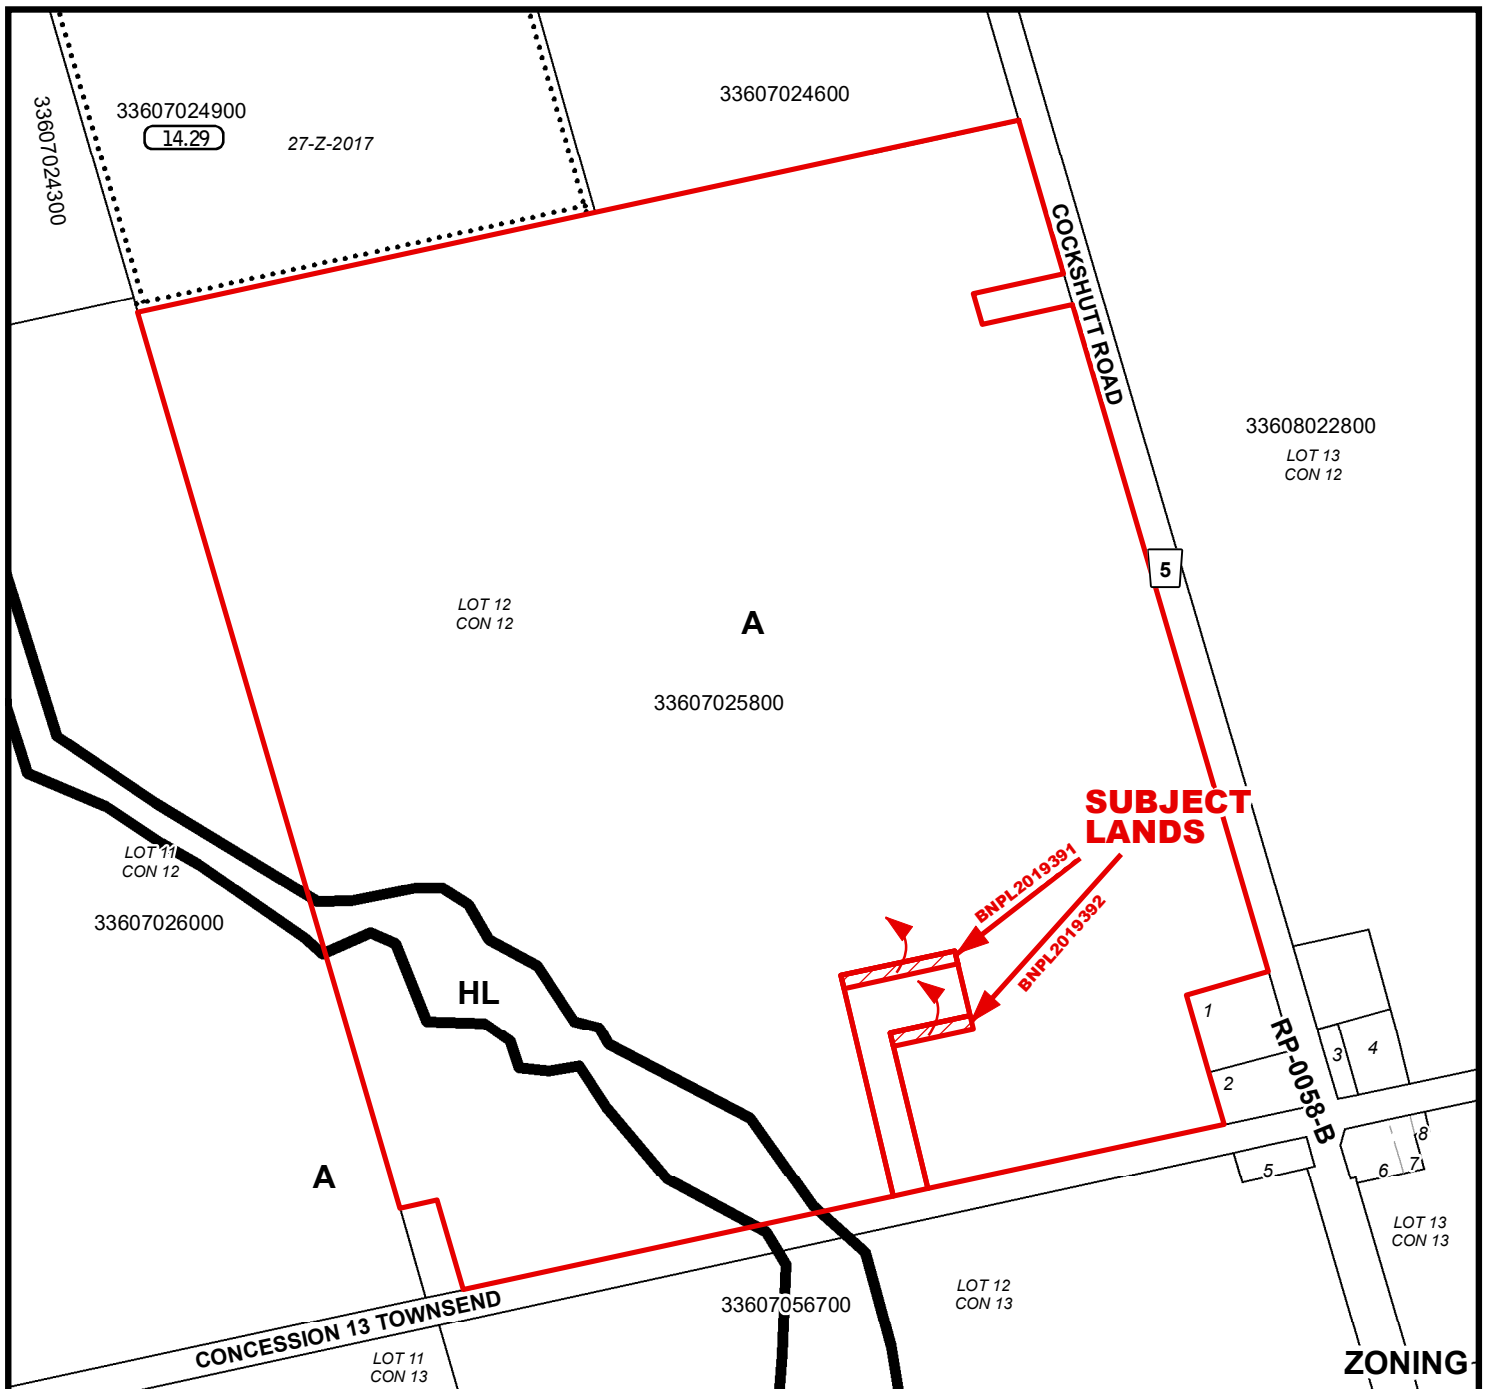 33607024300
33607024900
14.29
27-Z-2017
33607024600
COCKSHUTT ROAD
33608022800
LOT 13
CON 12
5
LOT 12
CON 12
A
33607025800
SUBJECT
LANDS
BNPL2019391
BNPL2019392
LOT 11
CON 12
33607026000
HL
1
2
3
4
RP-0058-B
5
6
7
8
A
LOT 13
CON 13
LOT 12
CON 13
33607056700
CONCESSION 13 TOWNSEND
LOT 11
CON 13
ZONING